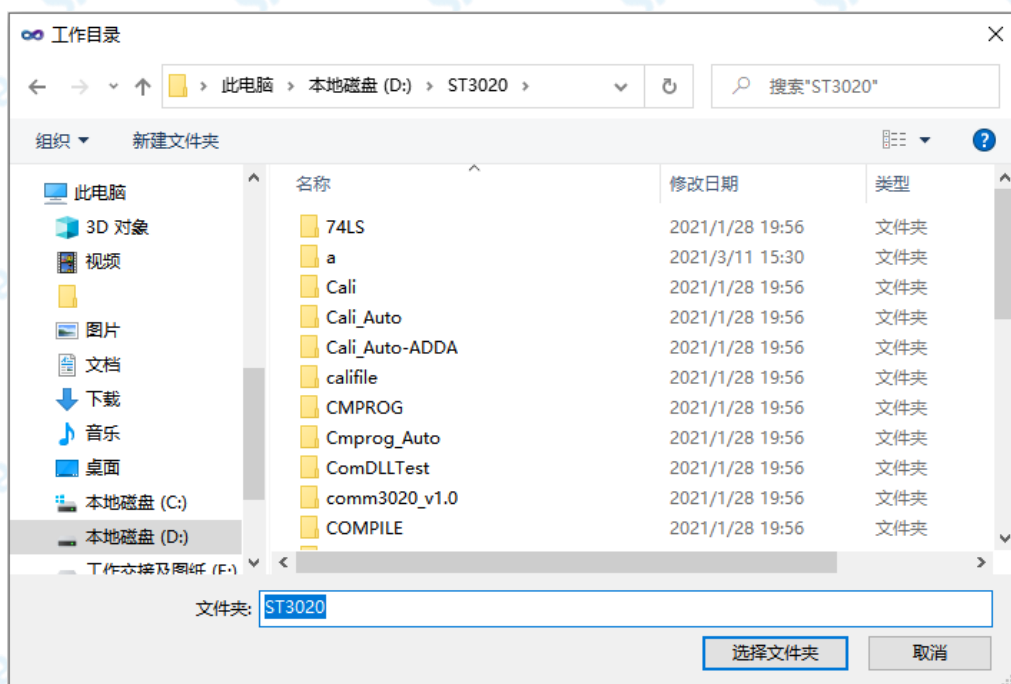 工作目录
此电脑 › 本地磁盘 (D:) › ST3020 ›
搜索"ST3020"
组织
新建文件夹
名称 修改日期 类型
此电脑
3D 对象
视频
图片
文档
下载
音乐
桌面
本地磁盘 (C:)
本地磁盘 (D:)
工作交接及图纸 (F:)
74LS 2021/1/28 19:56 文件夹
a 2021/3/11 15:30 文件夹
Cali 2021/1/28 19:56 文件夹
Cali_Auto 2021/1/28 19:56 文件夹
Cali_Auto-ADDA 2021/1/28 19:56 文件夹
califile 2021/1/28 19:56 文件夹
CMPROG 2021/1/28 19:56 文件夹
Cmprog_Auto 2021/1/28 19:56 文件夹
ComDLLTest 2021/1/28 19:56 文件夹
comm3020_v1.0 2021/1/28 19:56 文件夹
COMPILE 2021/1/28 19:56 文件夹
文件夹: ST3020
选择文件夹
取消